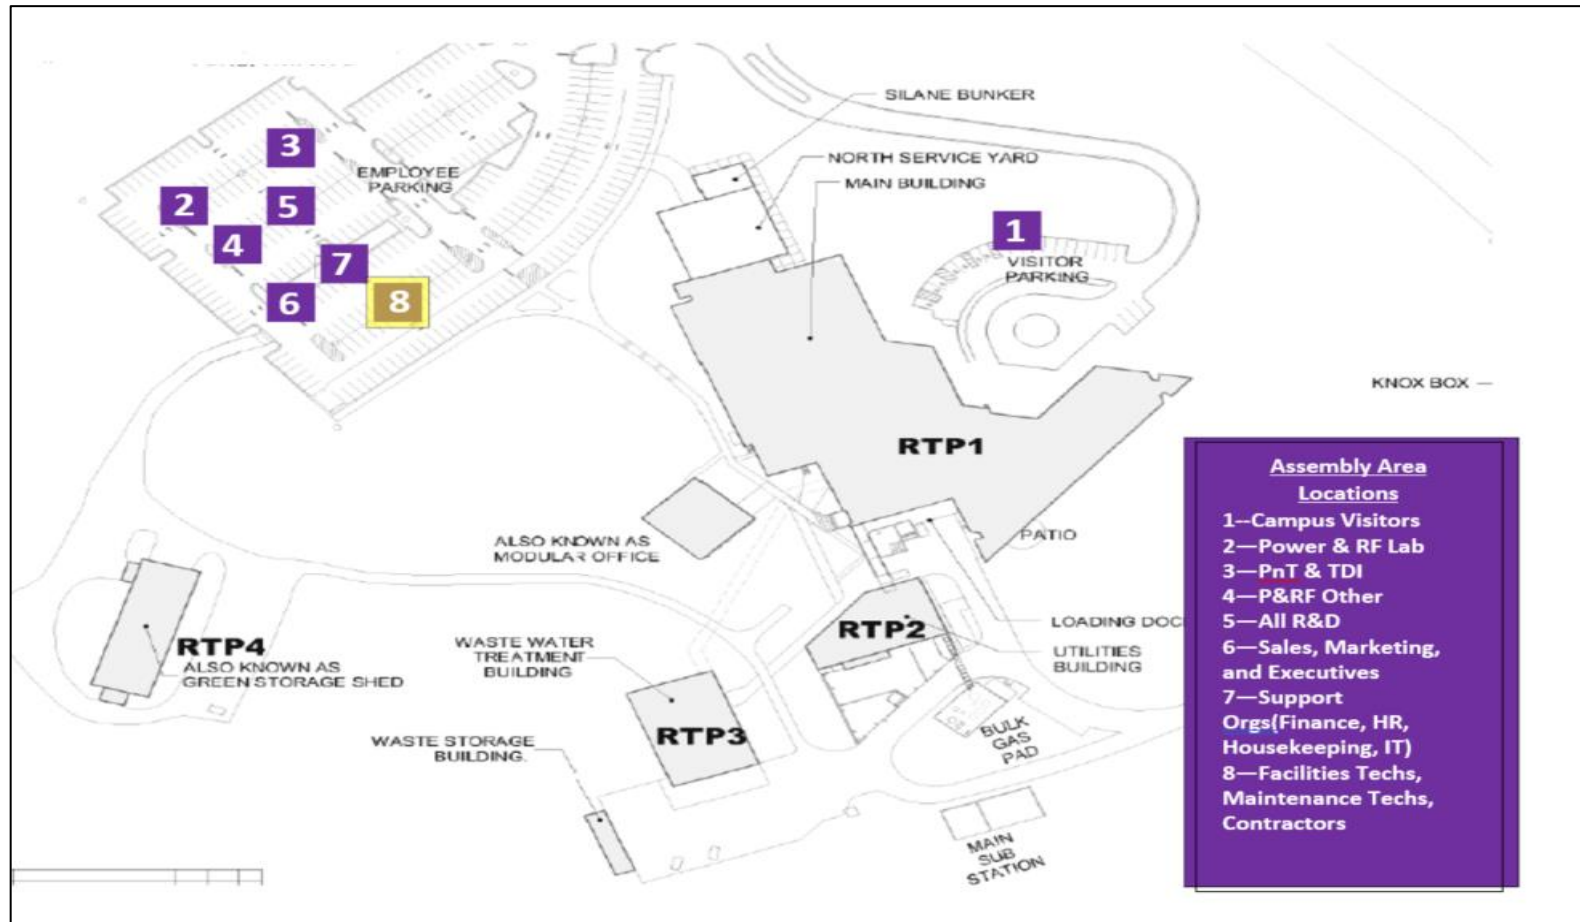 SILANE BUNKER
NORTH SERVICE YARD
MAIN BUILDING
3
EMPLOYEE
PARKING
2
5
4
7
6
8
1
VISITOR
PARKING
KNOX BOX
RTP1
ALSO KNOWN AS
MODULAR OFFICE
PATIO
RTP4
ALSO KNOWN AS
GREEN STORAGE SHED
WASTE WATER
TREATMENT
BUILDING
RTP2
LOADING DOC
UTILITIES
BUILDING
RTP3
WASTE STORAGE
BUILDING.
BULK
GAS
PAD
MAIN
SUB
STATION
Assembly Area
Locations
1--Campus Visitors
2—Power & RF Lab
3—PnT & TDI
4—P&RF Other
5—All R&D
6—Sales, Marketing,
and Executives
7—Support
Orgs(Finance, HR,
Housekeeping, IT)
8—Facilities Techs,
Maintenance Techs,
Contractors